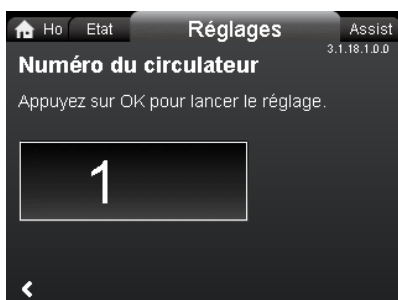 Ho Etat Réglages Assist
3.1.18.1.0.0
Numéro du circulateur
Appuyez sur OK pour lancer le réglage.
1